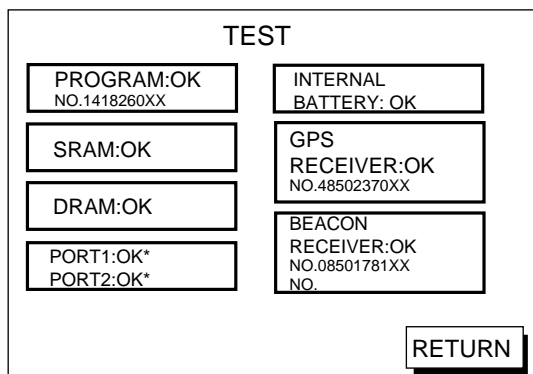 TEST
PROGRAM:OK
NO.1418260XX
SRAM:OK
DRAM:OK
PORT1:OK*
PORT2:OK*
INTERNAL
BATTERY: OK
GPS
RECEIVER:OK
NO.48502370XX
BEACON
RECEIVER:OK
NO.08501781XX
NO.
RETURN